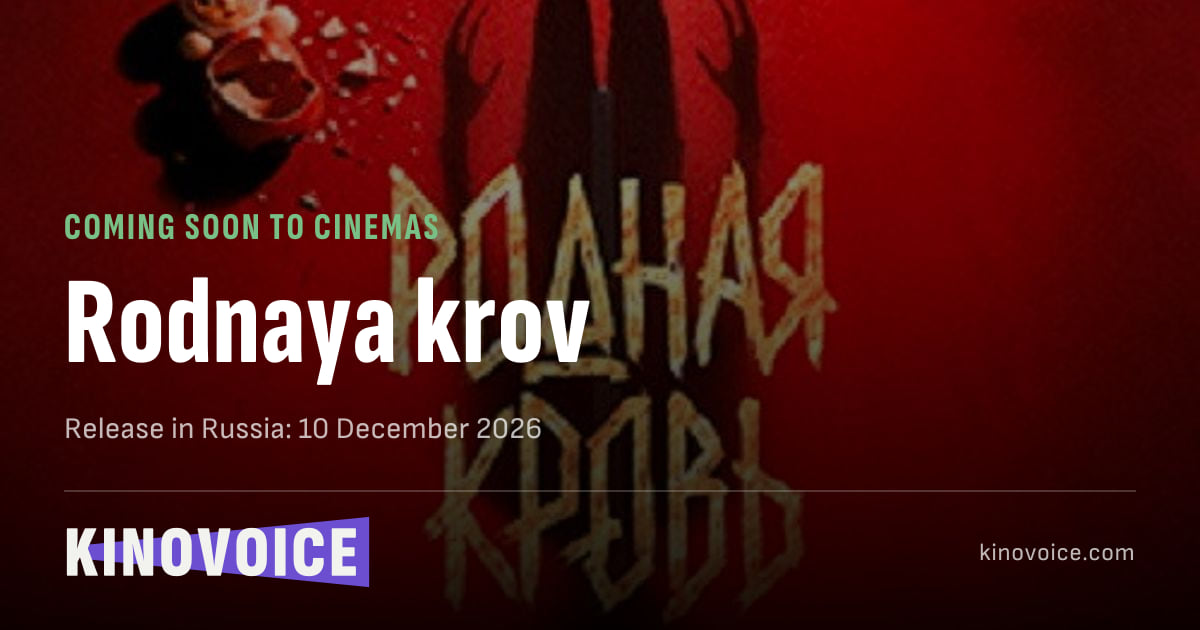 COMING SOON TO CINEMAS
РОДНАЯ
Rodnaya krov
Release in Russia: 10 December 2026
КРОВЬ
KINOVOICE
kinovoice.com